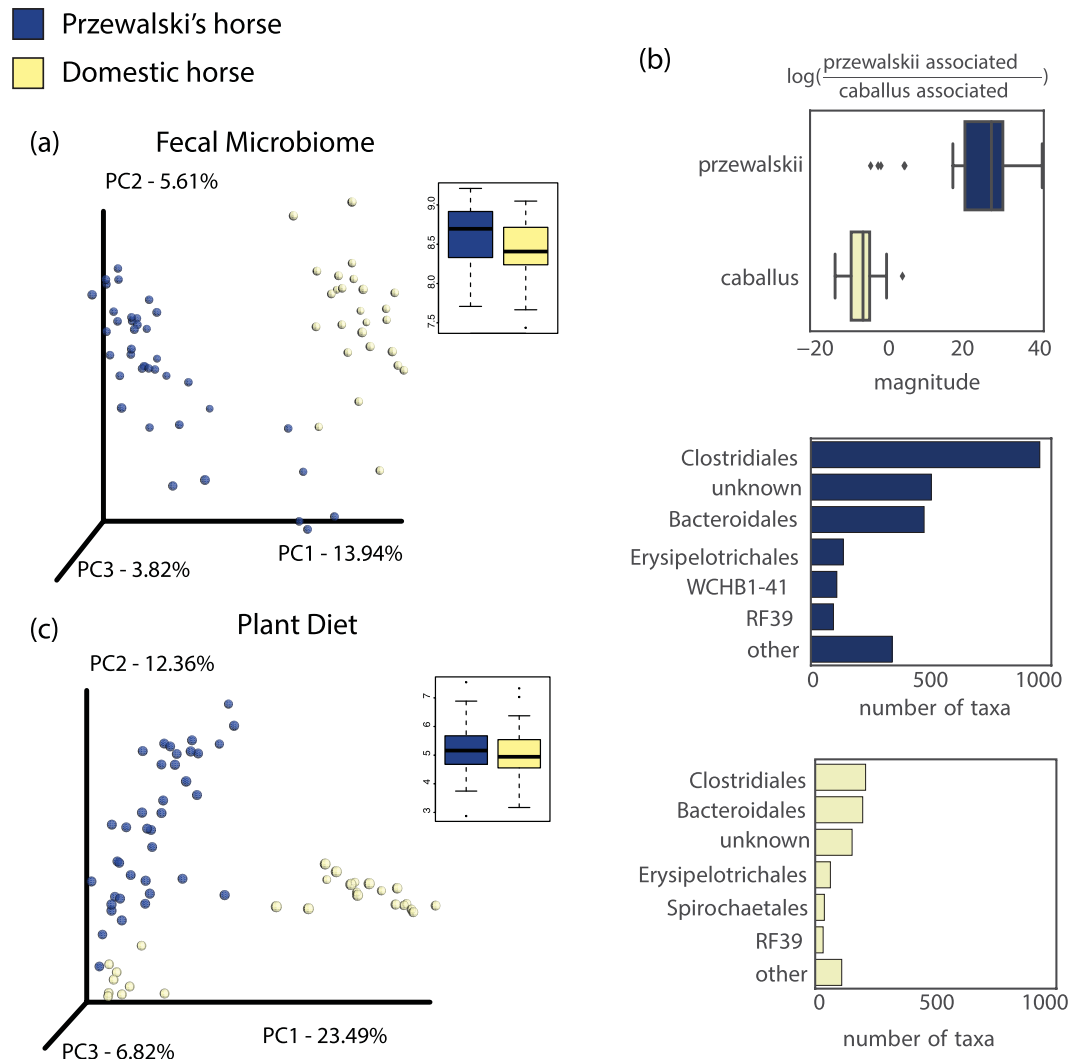 Przewalski's horse
Domestic horse
(a)
Fecal Microbiome
PC2 - 5.61%
9.0
8.5
8.0
7.5
PC1 - 13.94%
PC3 - 3.82%
(b)
log(przewalskii associated
caballus associated)
przewalskii
caballus
−20 0 20 40
magnitude
Clostridiales
unknown
Bacteroidales
Erysipelotrichales
WCHB1-41
RF39
other
0 500 1000
number of taxa
(c)
Plant Diet
PC2 - 12.36%
7
6
5
4
3
PC1 - 23.49%
PC3 - 6.82%
Clostridiales
Bacteroidales
unknown
Erysipelotrichales
Spirochaetales
RF39
other
0 500 1000
number of taxa